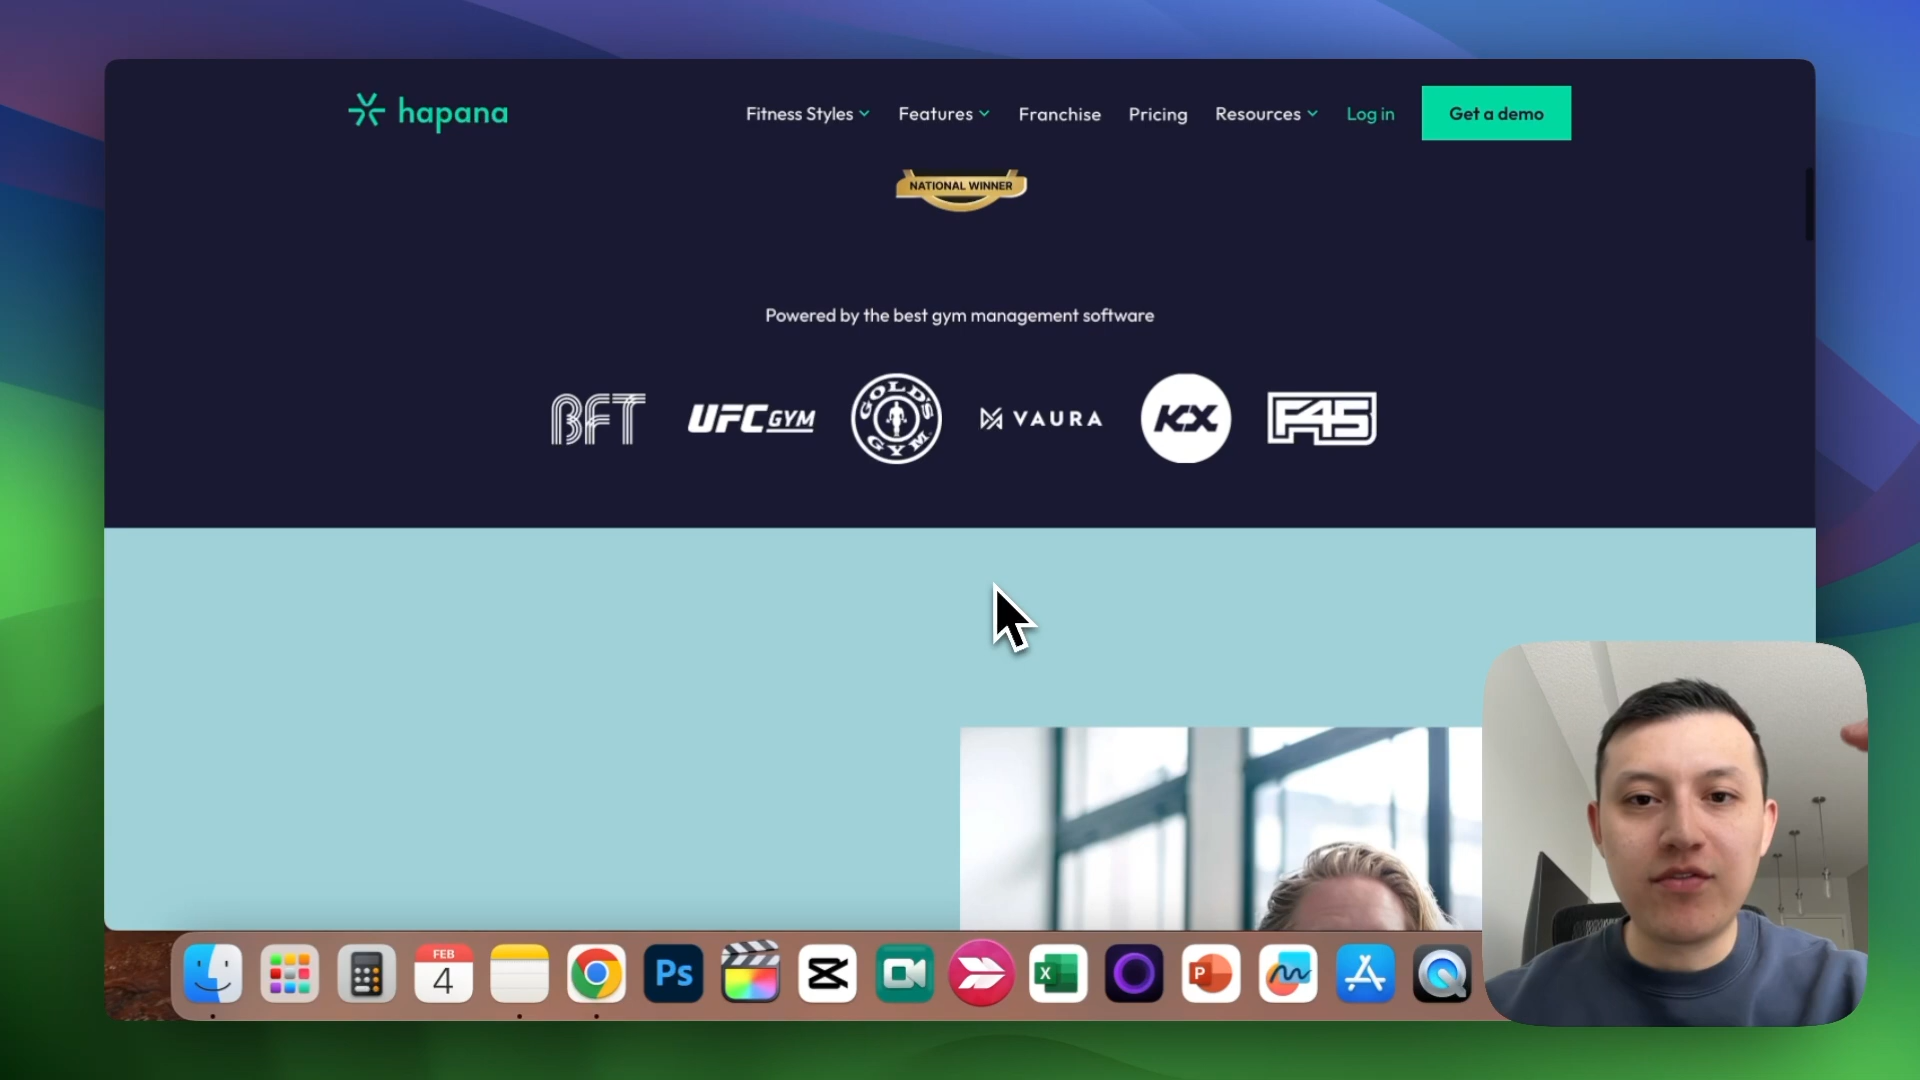 hapana
Fitness Styles Features Franchise Pricing Resources Log in Get a demo
NATIONAL WINNER
Powered by the best gym management software
BFT UFC GYM GOLD'S GYM VAURA KX F45
FEB
4
Ps
X
P